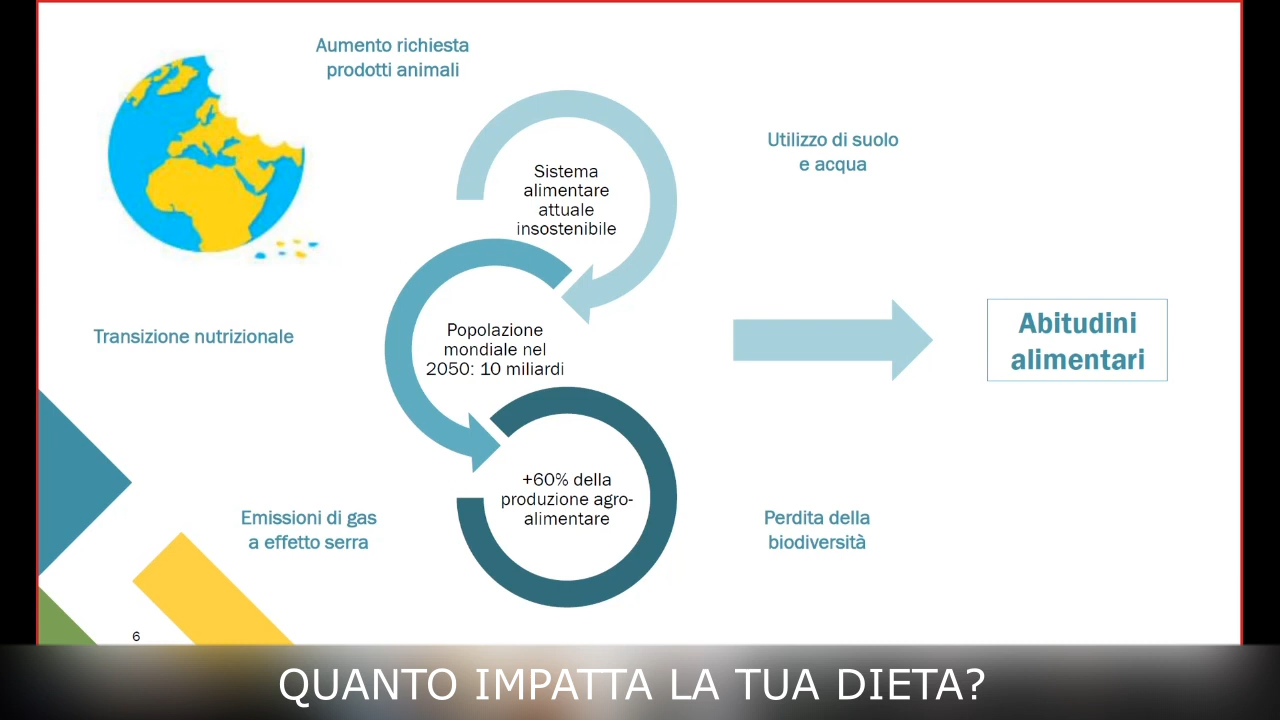 Aumento richiesta
prodotti animali
Utilizzo di suolo
e acqua
Sistema
alimentare
attuale
insostenibile
Transizione nutrizionale
Popolazione
mondiale nel
2050: 10 miliardi
Abitudini
alimentari
+60% della
produzione agro-
alimentare
Emissioni di gas
a effetto serra
Perdita della
biodiversità
6
QUANTO IMPATTA LA TUA DIETA?